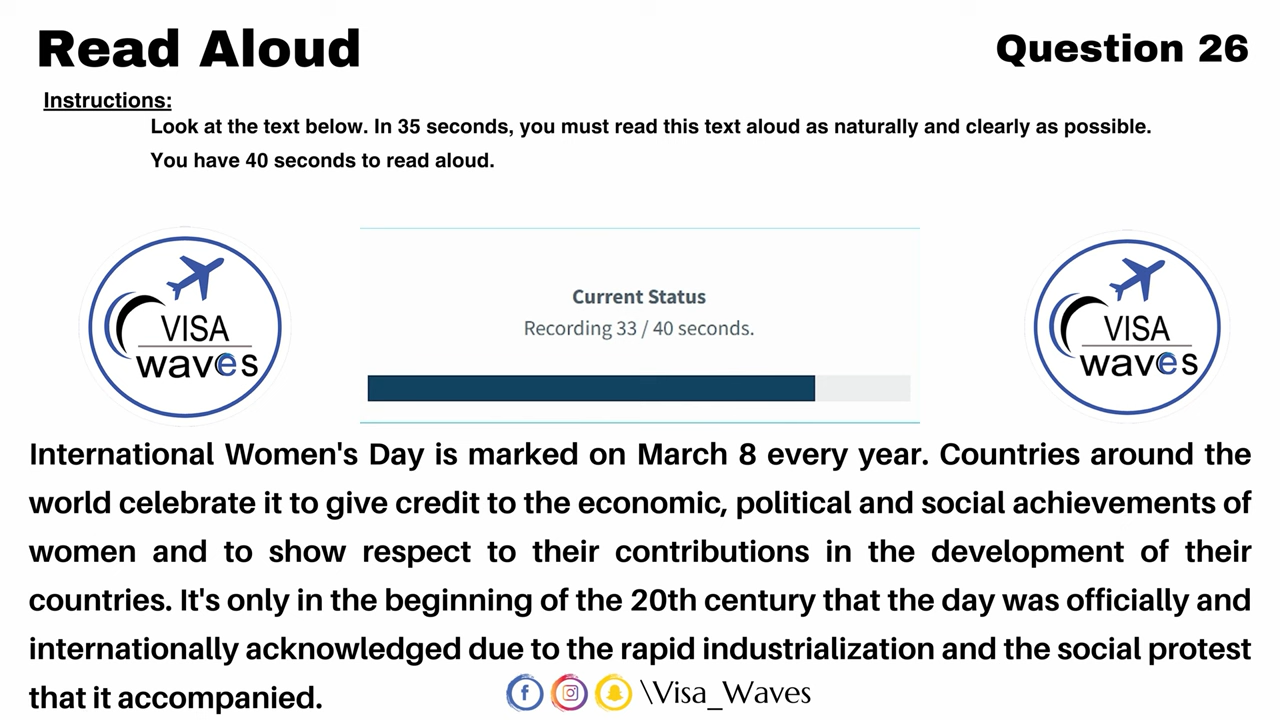 Read Aloud
Question 26
Instructions:
Look at the text below. In 35 seconds, you must read this text aloud as naturally and clearly as possible.
You have 40 seconds to read aloud.
VISA
waves
Current Status
Recording 33 / 40 seconds.
VISA
waves
International Women's Day is marked on March 8 every year. Countries around the
world celebrate it to give credit to the economic, political and social achievements of
women and to show respect to their contributions in the development of their
countries. It's only in the beginning of the 20th century that the day was officially and
internationally acknowledged due to the rapid industrialization and the social protest
that it accompanied.
\Visa_Waves